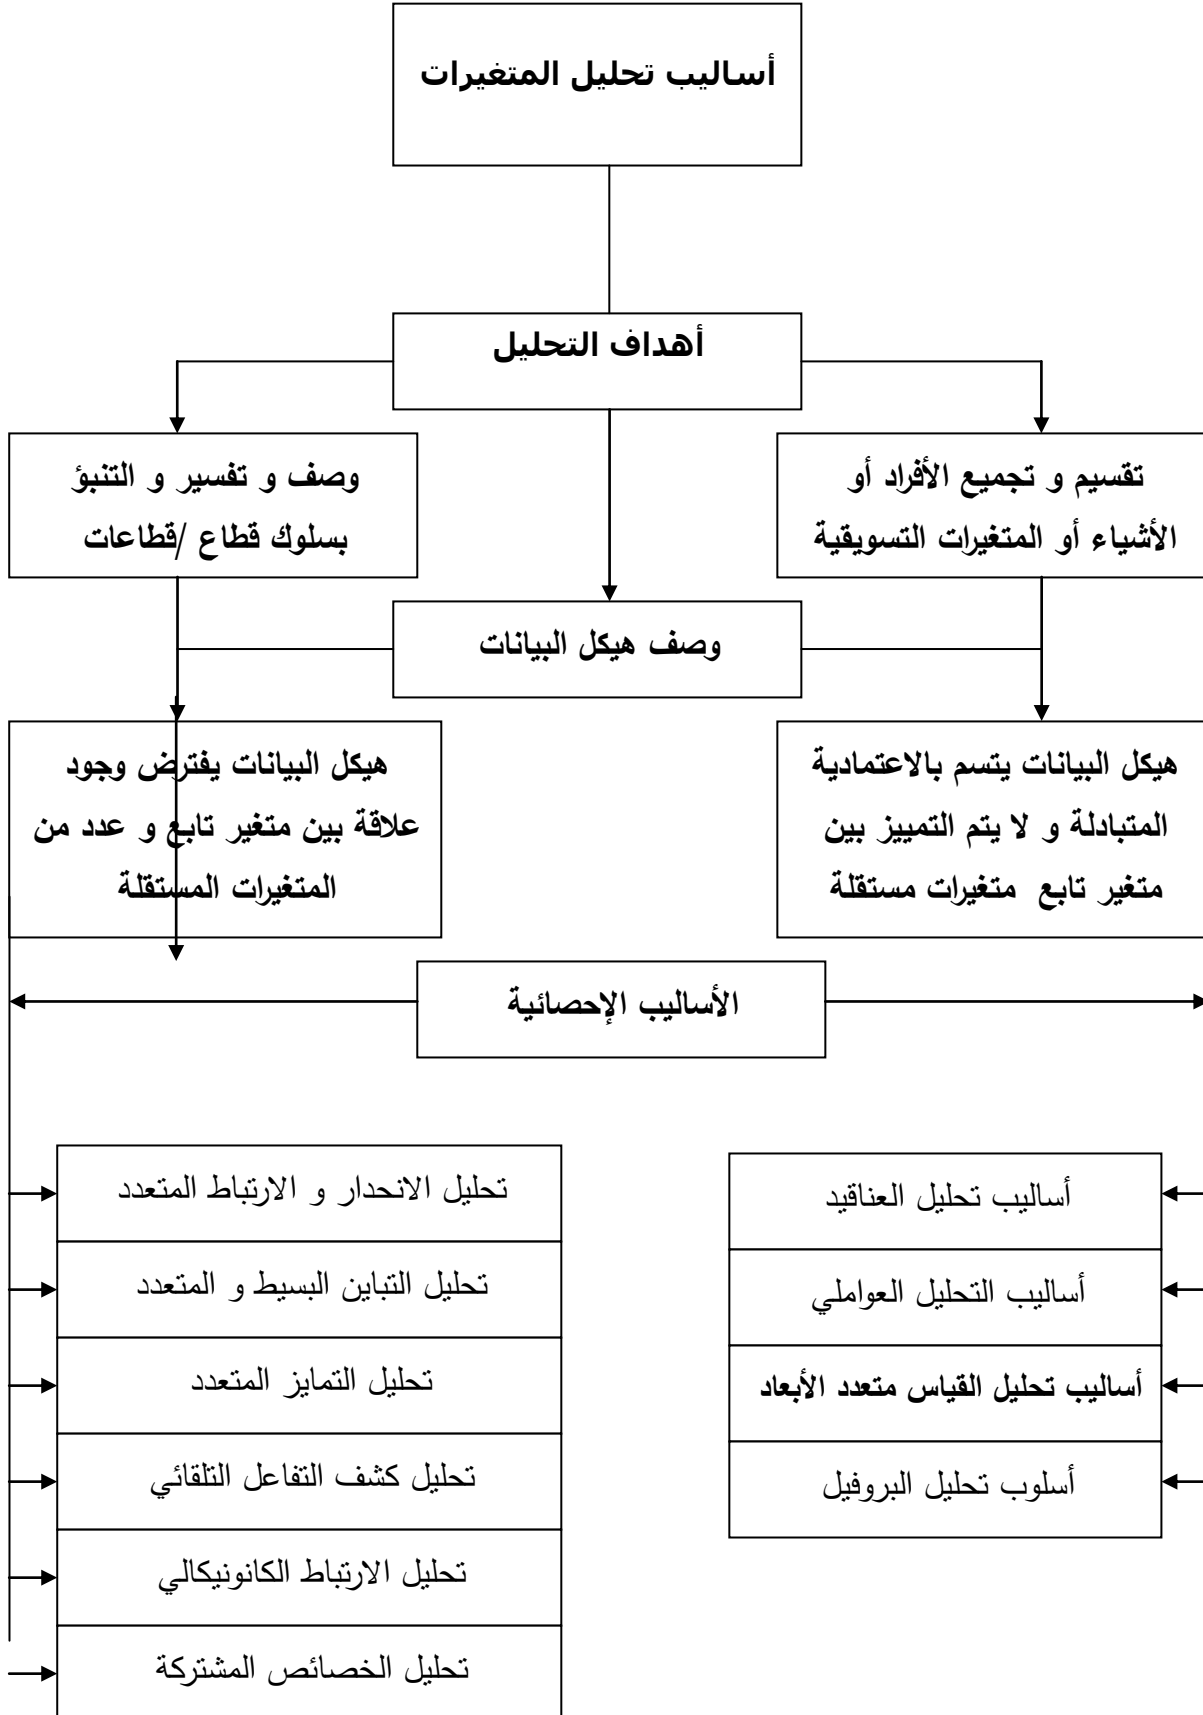 أساليب تحليل المتغيرات
أهداف التحليل
تقسيم و تجميع الأفراد أو
الأشياء أو المتغيرات التسويقية
وصف و تفسير و التنبؤ
بسلوك قطاع /قطاعات
وصف هيكل البيانات
هيكل البيانات يتسم بالاعتمادية
المتبادلة و لا يتم التمييز بين
متغير تابع متغيرات مستقلة
هيكل البيانات يفترض وجود
علاقة بين متغير تابع و عدد من
المتغيرات المستقلة
الأساليب الإحصائية
أساليب تحليل العناقيد
أساليب التحليل العواملي
أساليب تحليل القياس متعدد الأبعاد
أسلوب تحليل البروفيل
تحليل الانحدار و الارتباط المتعدد
تحليل التباين البسيط و المتعدد
تحليل التمايز المتعدد
تحليل كشف التفاعل التلقائي
تحليل الارتباط الكانونيكالي
تحليل الخصائص المشتركة